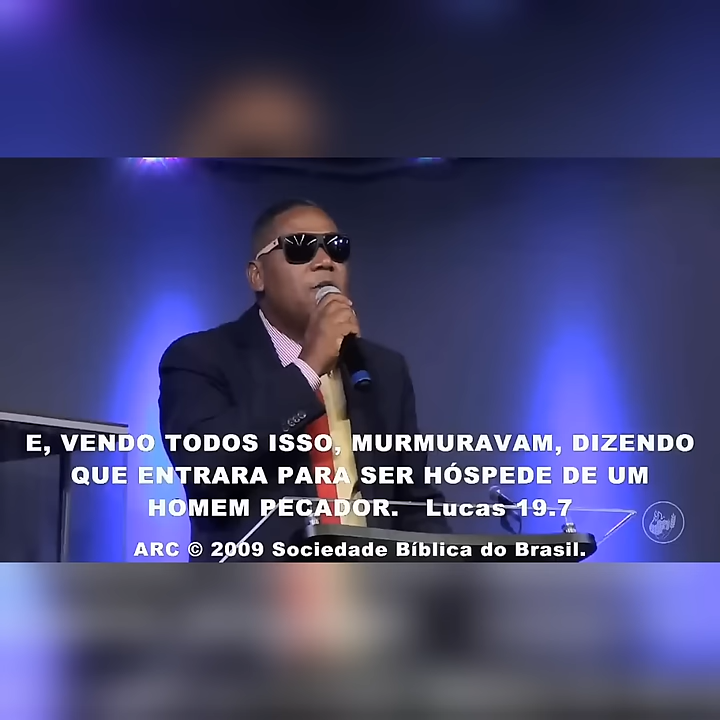 E, VENDO TODOS ISSO, MURMURAVAM, DIZENDO
QUE ENTRARA PARA SER HÓSPEDE DE UM
HOMEM PECADOR. Lucas 19.7
ARC © 2009 Sociedade Bíblica do Brasil.